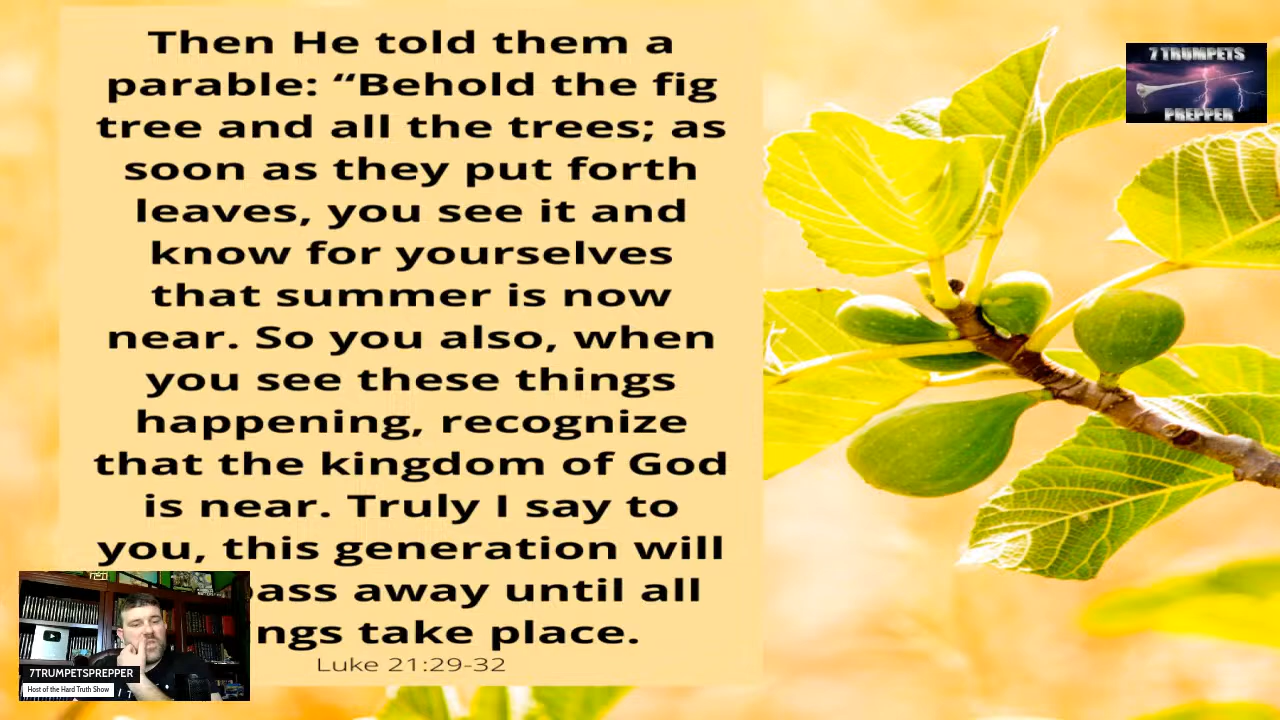 Then He told them a
parable: “Behold the fig
tree and all the trees; as
soon as they put forth
leaves, you see it and
know for yourselves
that summer is now
near. So you also, when
you see these things
happening, recognize
that the kingdom of God
is near. Truly I say to
you, this generation will
away until all
take place.
Luke 21:29-32
7 TRUMPETS
PREPPER
7TRUMPETSPREPPER
Host of the Hard Truth Show